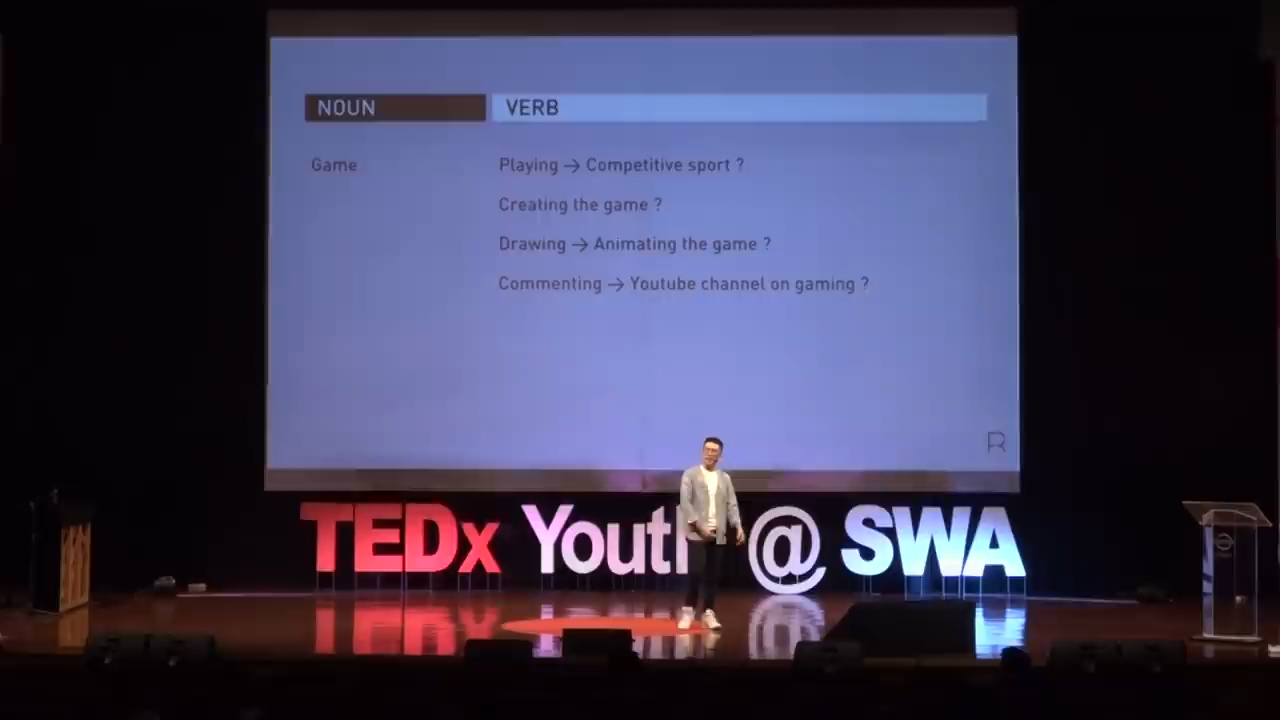 NOUN VERB
Game Playing → Competitive sport ?
Creating the game ?
Drawing → Animating the game ?
Commenting → Youtube channel on gaming ?
R
TEDx Yout @ SWA